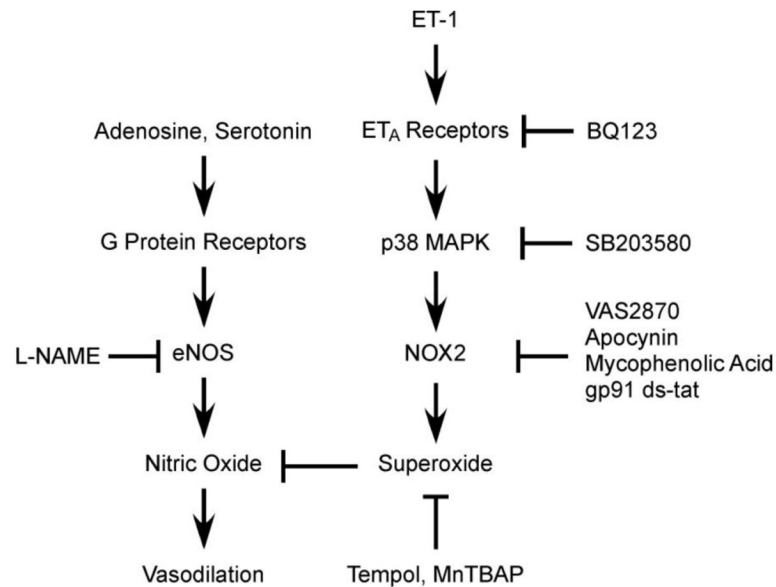 ET-1
Adenosine, Serotonin
ETA Receptors
BQ123
G Protein Receptors
p38 MAPK
SB203580
L-NAME
eNOS
NOX2
VAS2870
Apocynin
Mycophenolic Acid
gp91 ds-tat
Nitric Oxide
Superoxide
Vasodilation
Tempol, MnTBAP